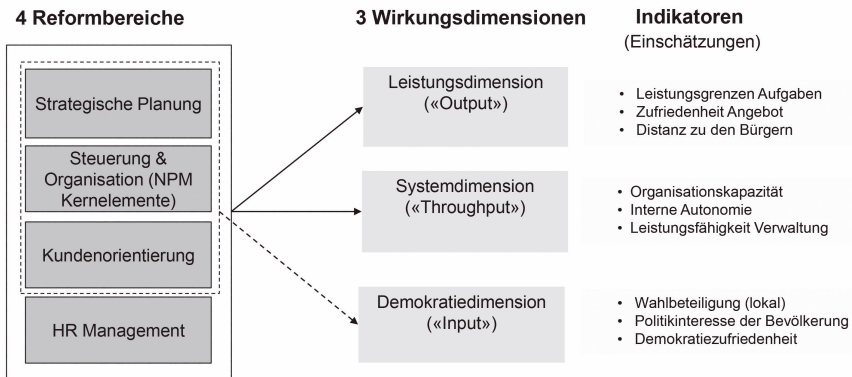 4 Reformbereiche
Strategische Planung
Steuerung &
Organisation (NPM
Kernelemente)
Kundenorientierung
HR Management
3 Wirkungsdimensionen
Leistungsdimension
(«Output»)
Systemdimension
(«Throughput»)
Demokratiedimension
(«Input»)
Indikatoren
(Einschätzungen)
• Leistungsgrenzen Aufgaben
• Zufriedenheit Angebot
• Distanz zu den Bürgern
• Organisationskapazität
• Interne Autonomie
• Leistungsfähigkeit Verwaltung
• Wahlbeteiligung (lokal)
• Politikinteresse der Bevölkerung
• Demokratiezufriedenheit